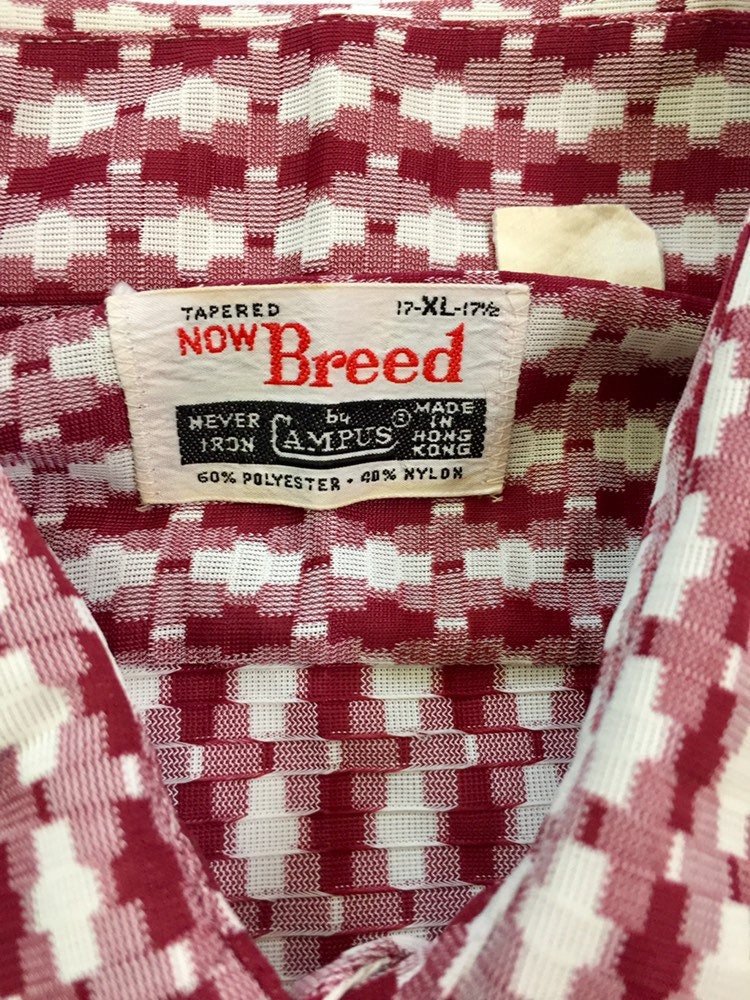 TAPERED 17-XL-17½
NOW Breed
NEVER IRON by CAMPUS® MADE IN HONG KONG
60% POLYESTER • 40% NYLON